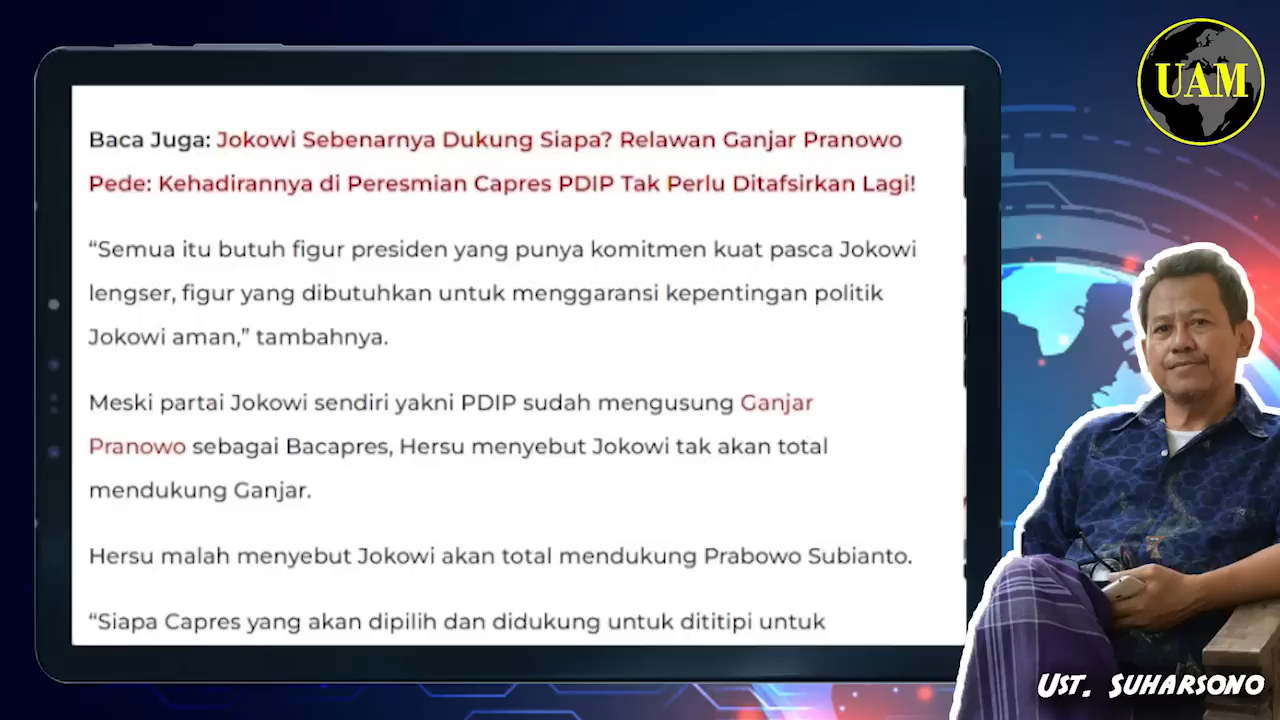 Baca Juga: Jokowi Sebenarnya Dukung Siapa? Relawan Ganjar Pranowo
Pede: Kehadirannya di Peresmian Capres PDIP Tak Perlu Ditafsirkan Lagi!
“Semua itu butuh figur presiden yang punya komitmen kuat pasca Jokowi
lengser, figur yang dibutuhkan untuk menggaransi kepentingan politik
Jokowi aman,” tambahnya.
Meski partai Jokowi sendiri yakni PDIP sudah mengusung Ganjar
Pranowo sebagai Bacapres, Hersu menyebut Jokowi tak akan total
mendukung Ganjar.
Hersu malah menyebut Jokowi akan total mendukung Prabowo Subianto.
“Siapa Capres yang akan dipilih dan didukung untuk dititipi untuk
UAM
UST. SUHARSONO